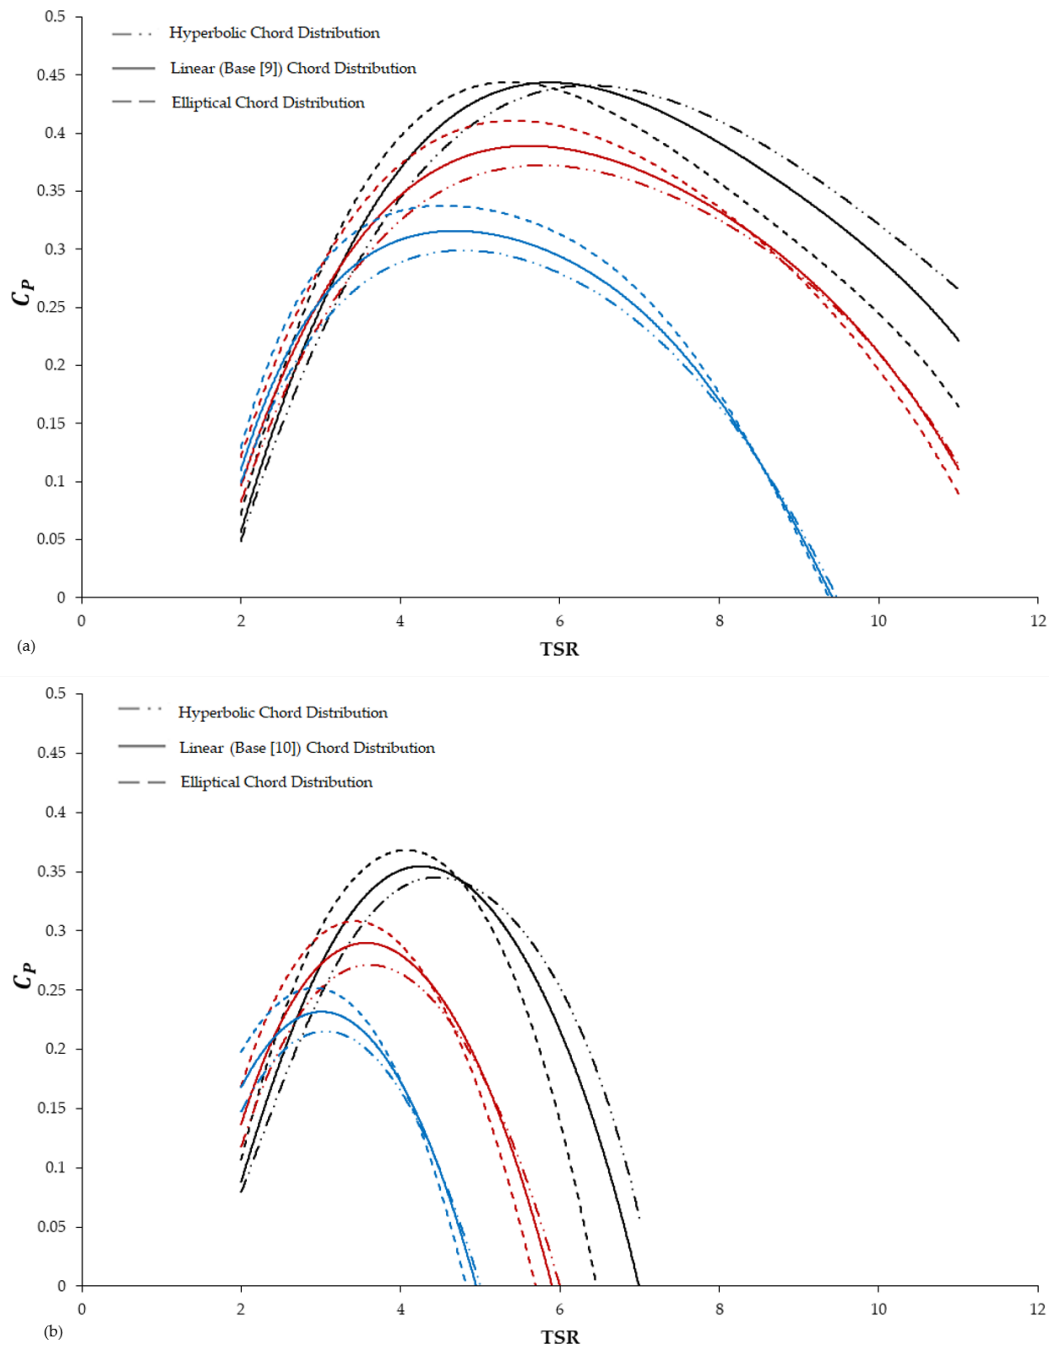 0.5
Hyperbolic Chord Distribution
0.45
Linear (Base [9]) Chord Distribution
Elliptical Chord Distribution
0.4
0.35
0.3
C_P
0.25
0.2
0.15
0.1
0.05
0
0 2 4 6 8 10 12
(a)
TSR
0.5
Hyperbolic Chord Distribution
0.45
Linear (Base [10]) Chord Distribution
Elliptical Chord Distribution
0.4
0.35
0.3
C_P
0.25
0.2
0.15
0.1
0.05
0
0 2 4 6 8 10 12
(b)
TSR